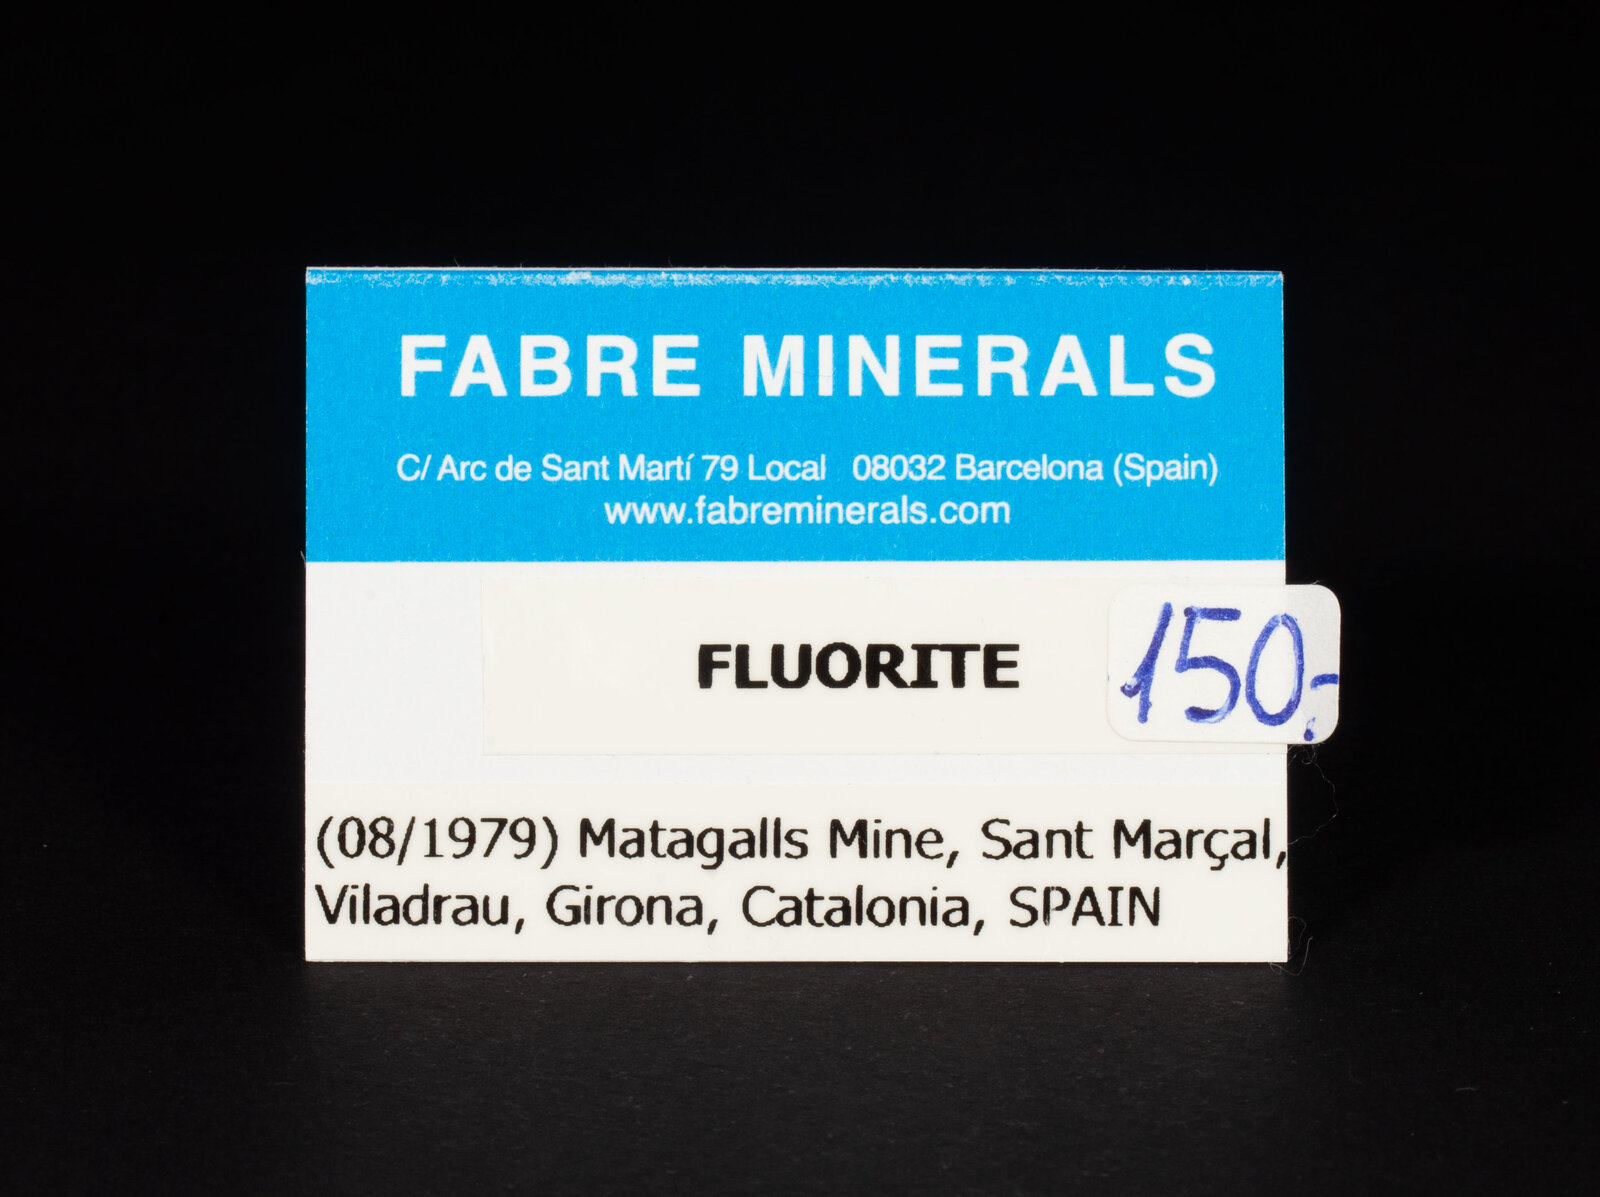 FABRE MINERALS
C/ Arc de Sant Martí 79 Local 08032 Barcelona (Spain)
www.fabreminerals.com
FLUORITE
150,-
(08/1979) Matagalls Mine, Sant Marçal,
Viladrau, Girona, Catalonia, SPAIN